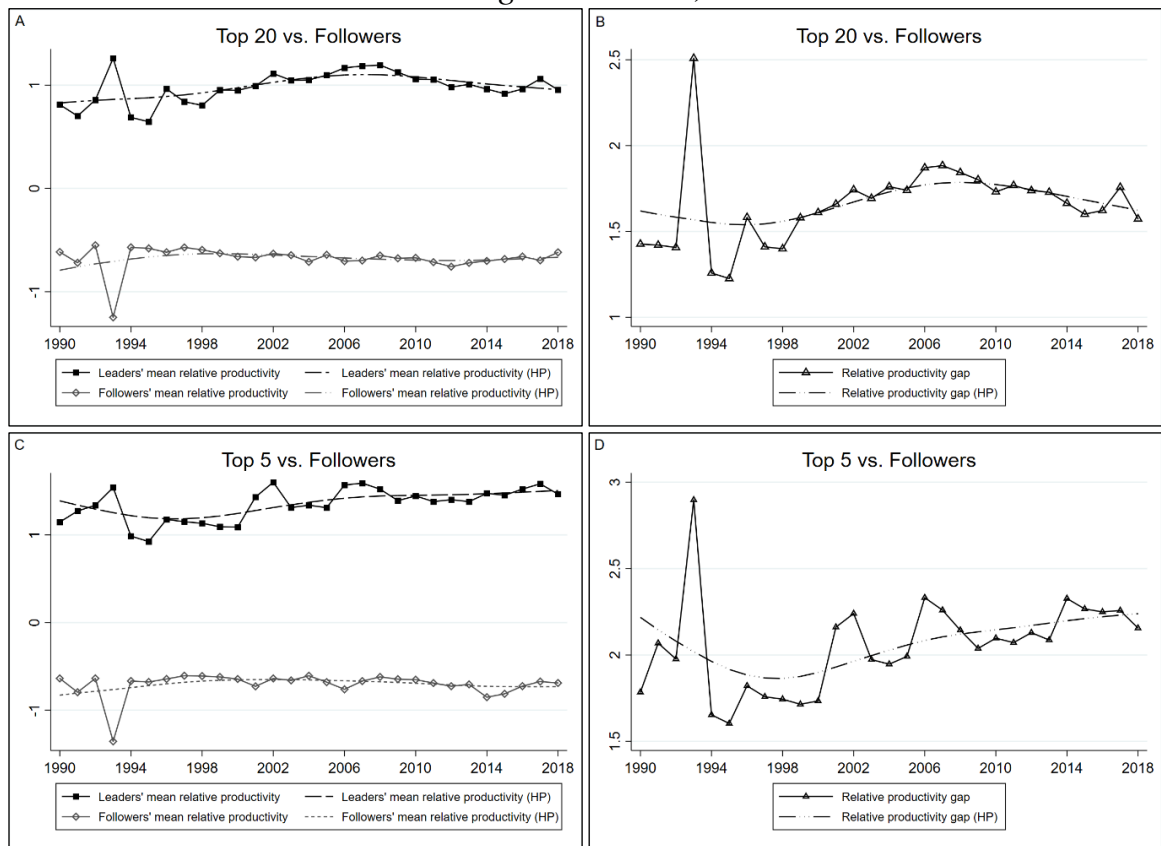 A
Top 20 vs. Followers
1
0
-1
1990 1994 1998 2002 2006 2010 2014 2018
Leaders' mean relative productivity
Leaders' mean relative productivity (HP)
Followers' mean relative productivity
Followers' mean relative productivity (HP)
B
Top 20 vs. Followers
2.5
2
1.5
1
1990 1994 1998 2002 2006 2010 2014 2018
Relative productivity gap
Relative productivity gap (HP)
C
Top 5 vs. Followers
1
0
-1
1990 1994 1998 2002 2006 2010 2014 2018
Leaders' mean relative productivity
Leaders' mean relative productivity (HP)
Followers' mean relative productivity
Followers' mean relative productivity (HP)
D
Top 5 vs. Followers
3
2.5
2
1.5
1990 1994 1998 2002 2006 2010 2014 2018
Relative productivity gap
Relative productivity gap (HP)